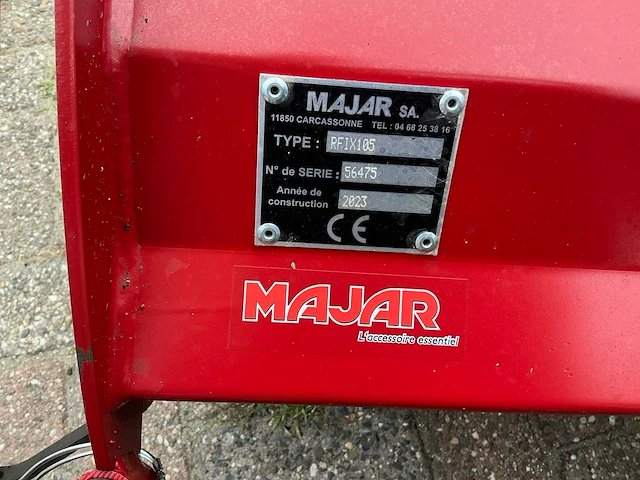 MAJAR SA.
11850 CARCASSONNE TEL : 04 68 25 38 16
TYPE : RFIX105
N° de SERIE : 56475
Année de
construction 2023
CE
MAJAR
L'accessoire essentiel